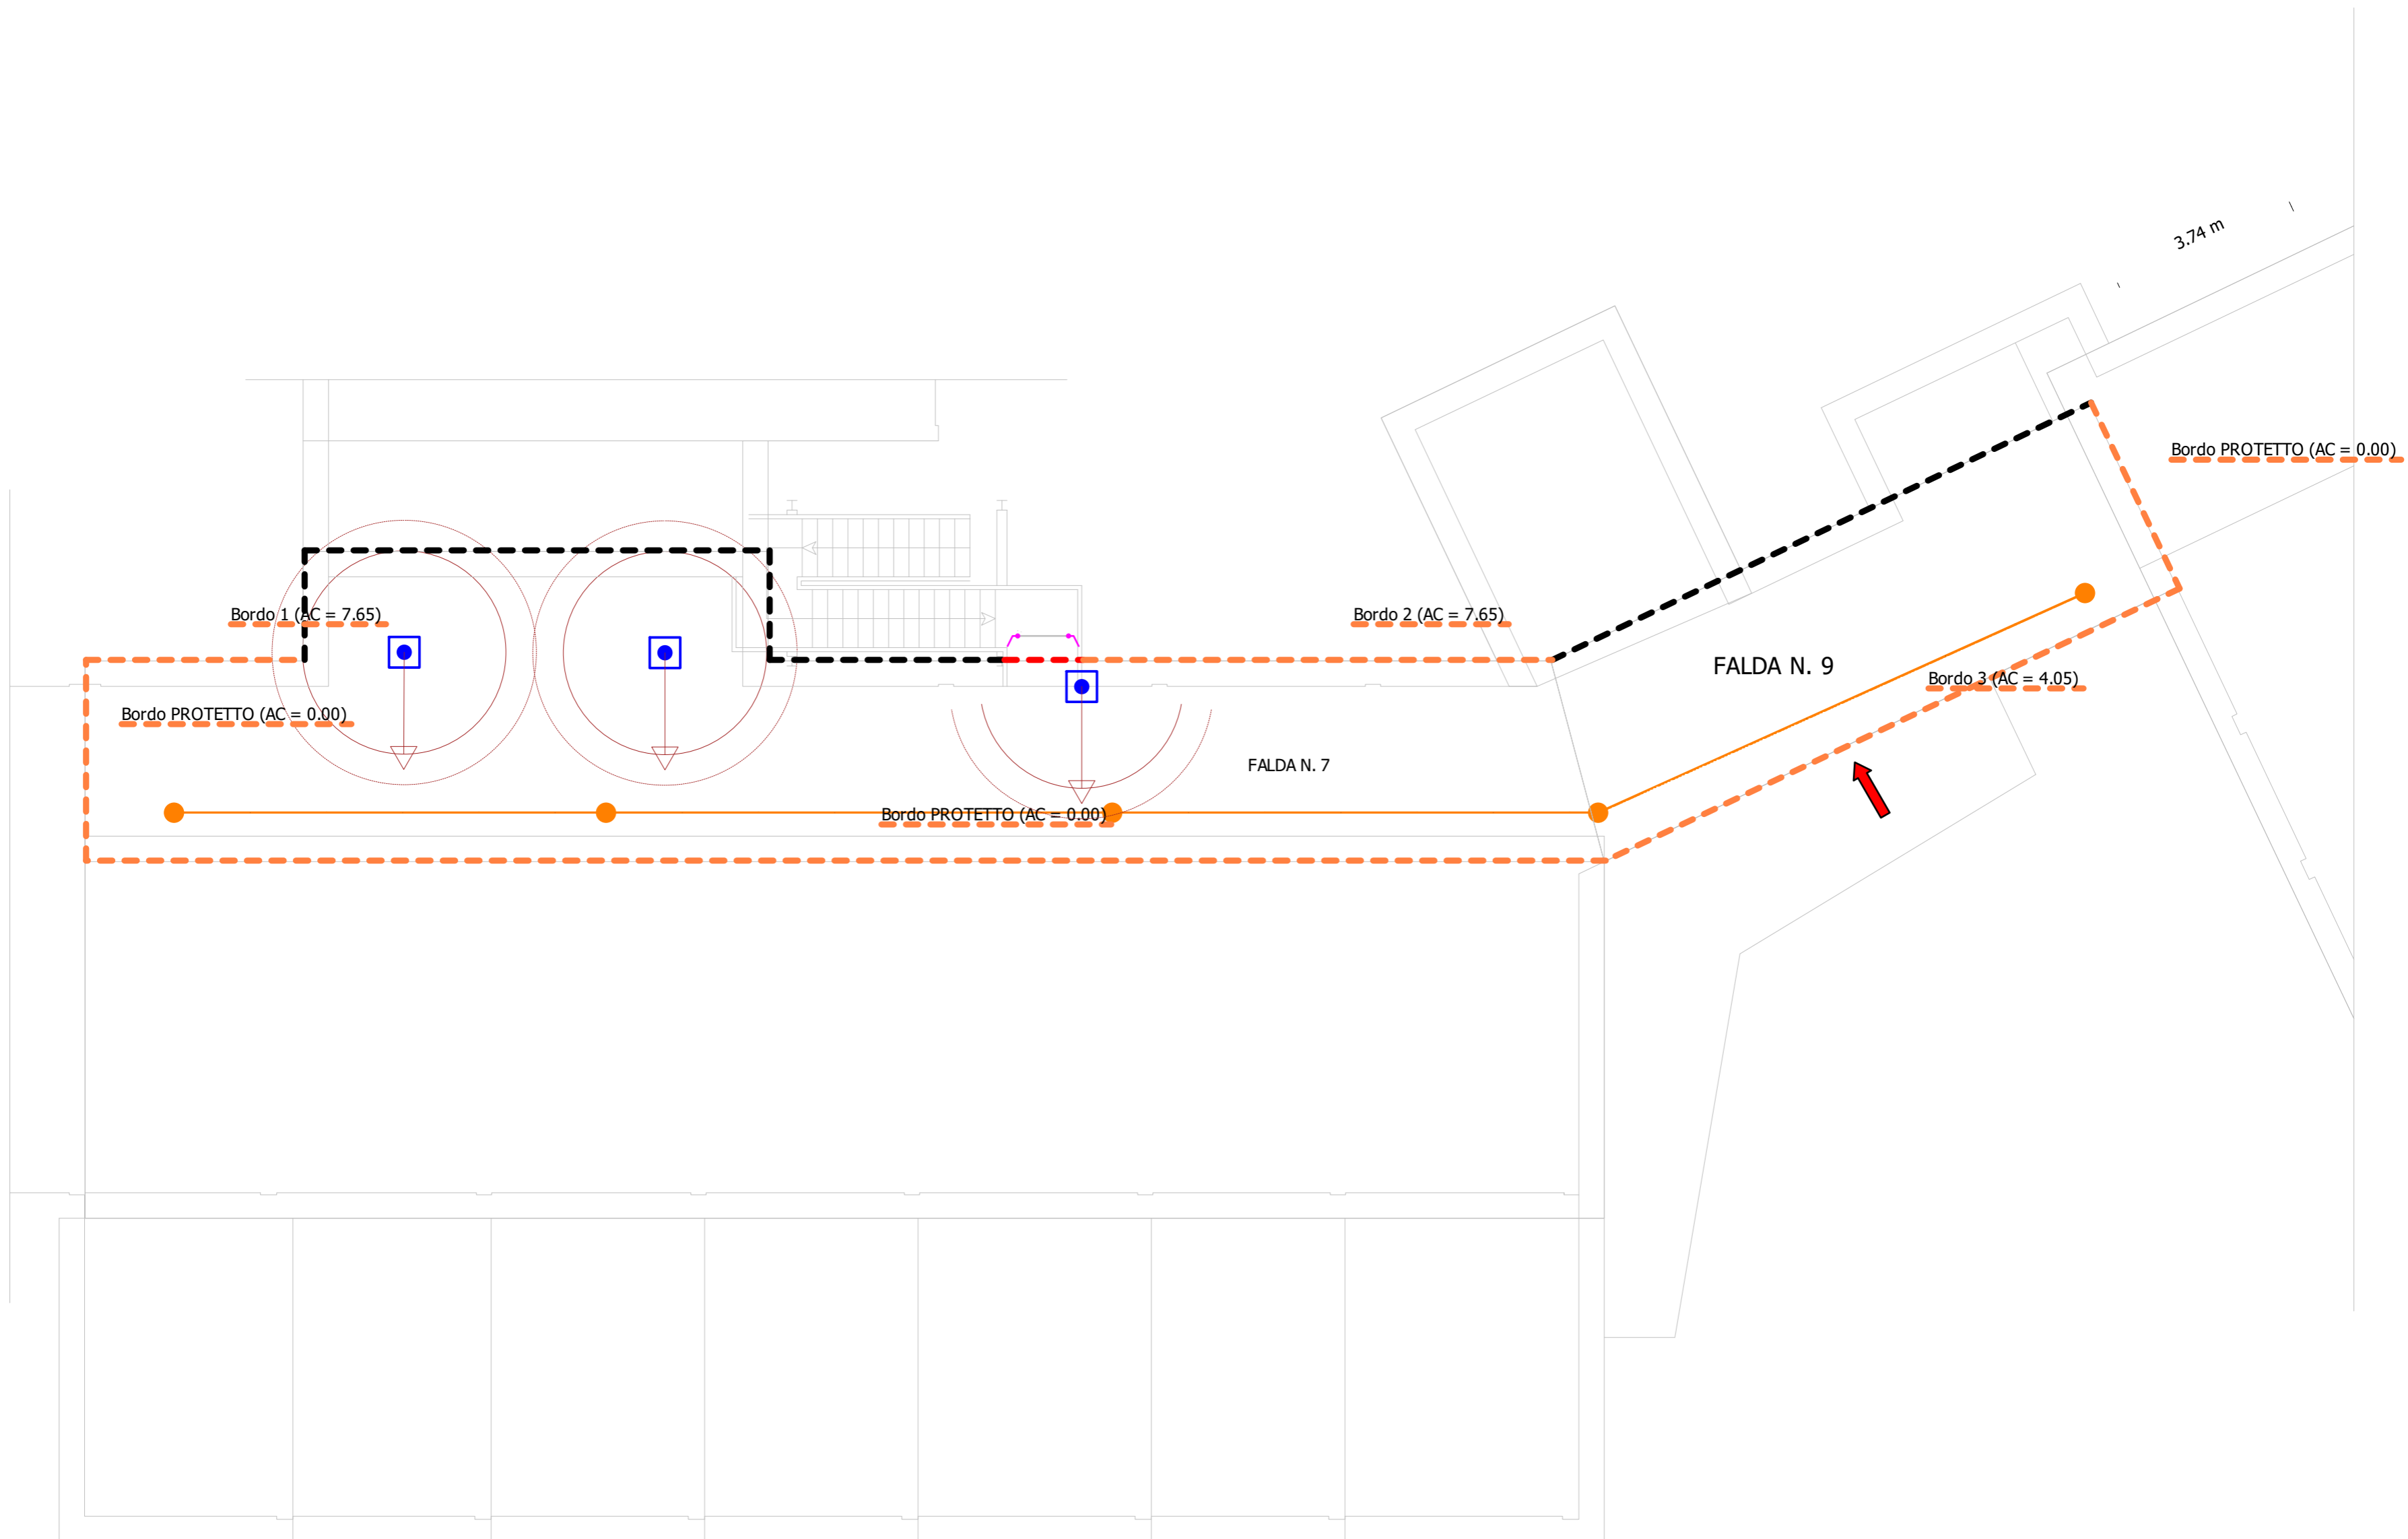 3.74 m
Bordo PROTETTO (AC = 0.00)
Bordo 1 (AC = 7.65)
Bordo 2 (AC = 7.65)
FALDA N. 9
Bordo 3 (AC = 4.05)
Bordo PROTETTO (AC = 0.00)
FALDA N. 7
Bordo PROTETTO (AC = 0.00)